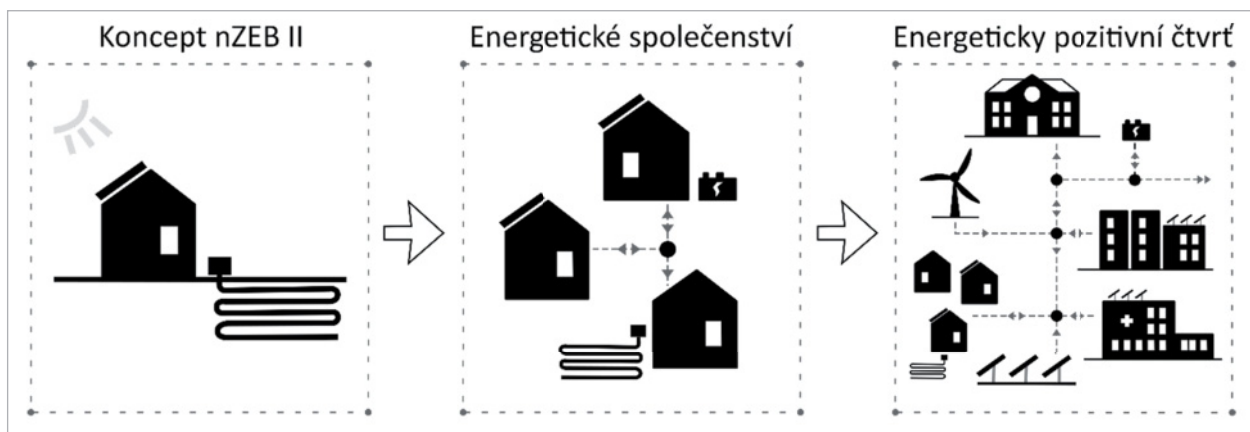 Koncept nZEB II
Energetické společenství
Energeticky pozitivní čtvrť